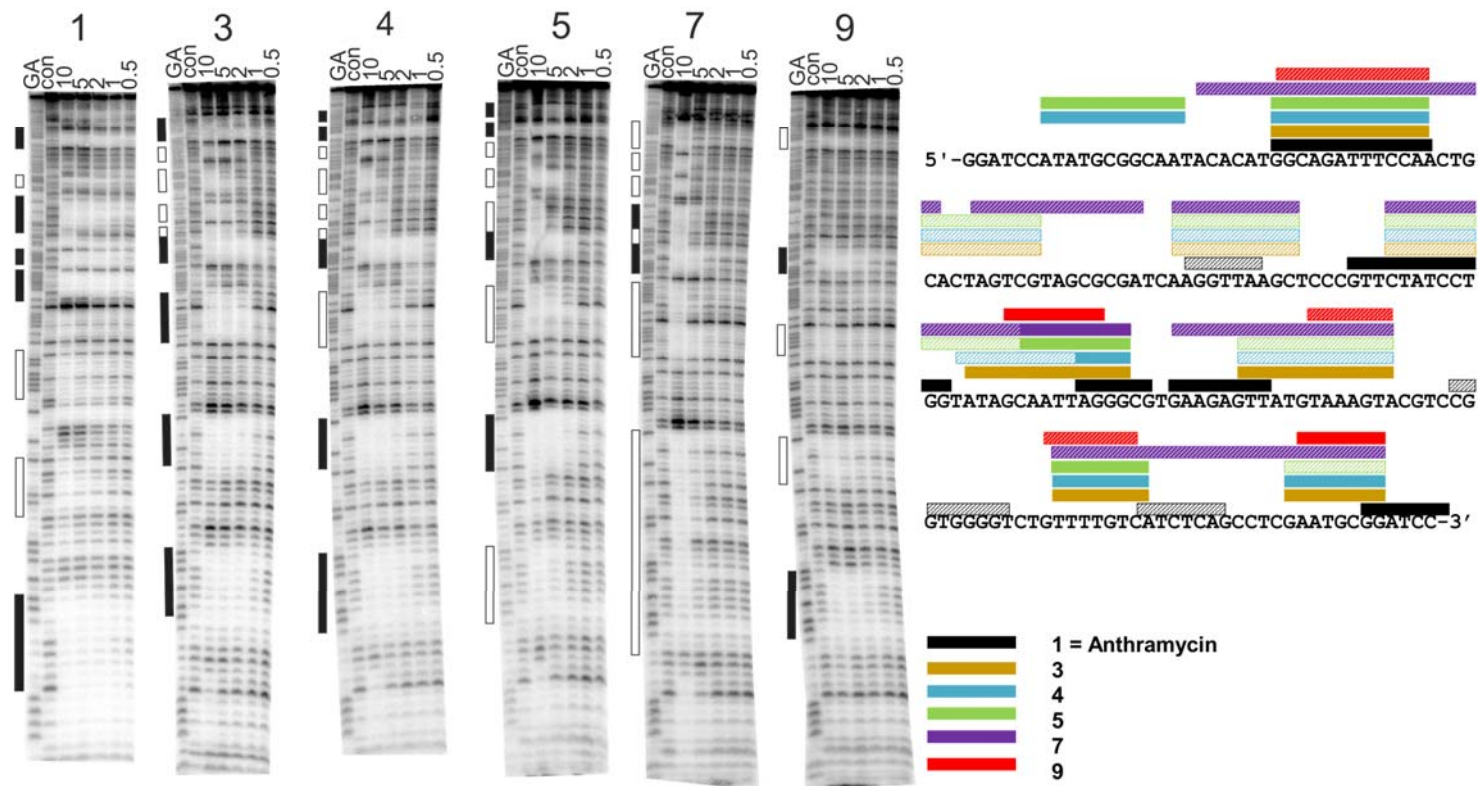 1 3 4 5 7 9
GA con 10 5 2 1 0.5
GA con 10 5 2 1 0.5
GA con 10 5 2 1 0.5
GA con 10 5 2 1 0.5
GA con 10 5 2 1 0.5
GA con 10 5 2 1 0.5
5'-GGATCCATATGCGGCAATACACATGGCAGATTTCCAACTG
CACTAGTCGTAGCGCGATCAAGGTTAAGCTCCCGTTCTATCCT
GGTATAGCAATTAGGGCGTGAAGAGTTATGTAAAGTACGTCCG
GTGGGGTCTGTTTTGTCATCTCAGCCTCGAATGCGGATCC-3'
1 = Anthramycin
3
4
5
7
9